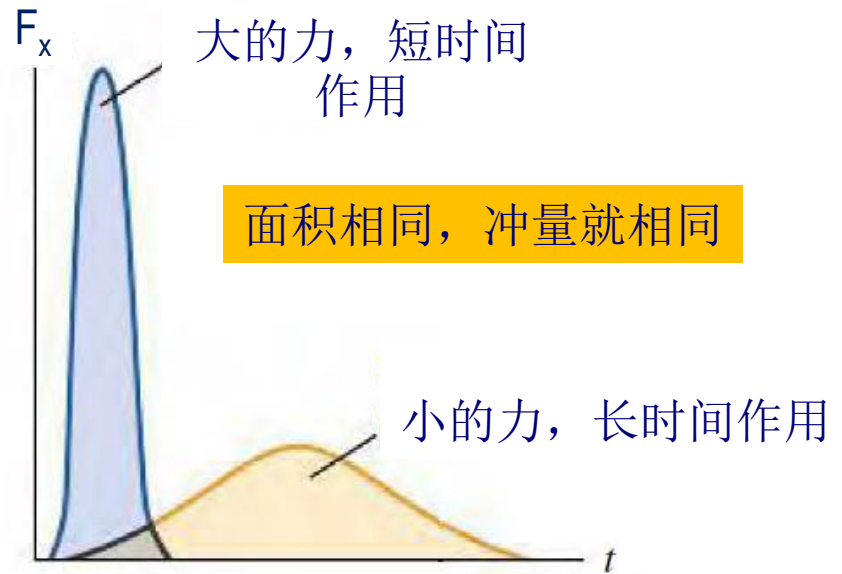 Fx
大的力，短时间
作用
面积相同，冲量就相同
小的力，长时间作用
t